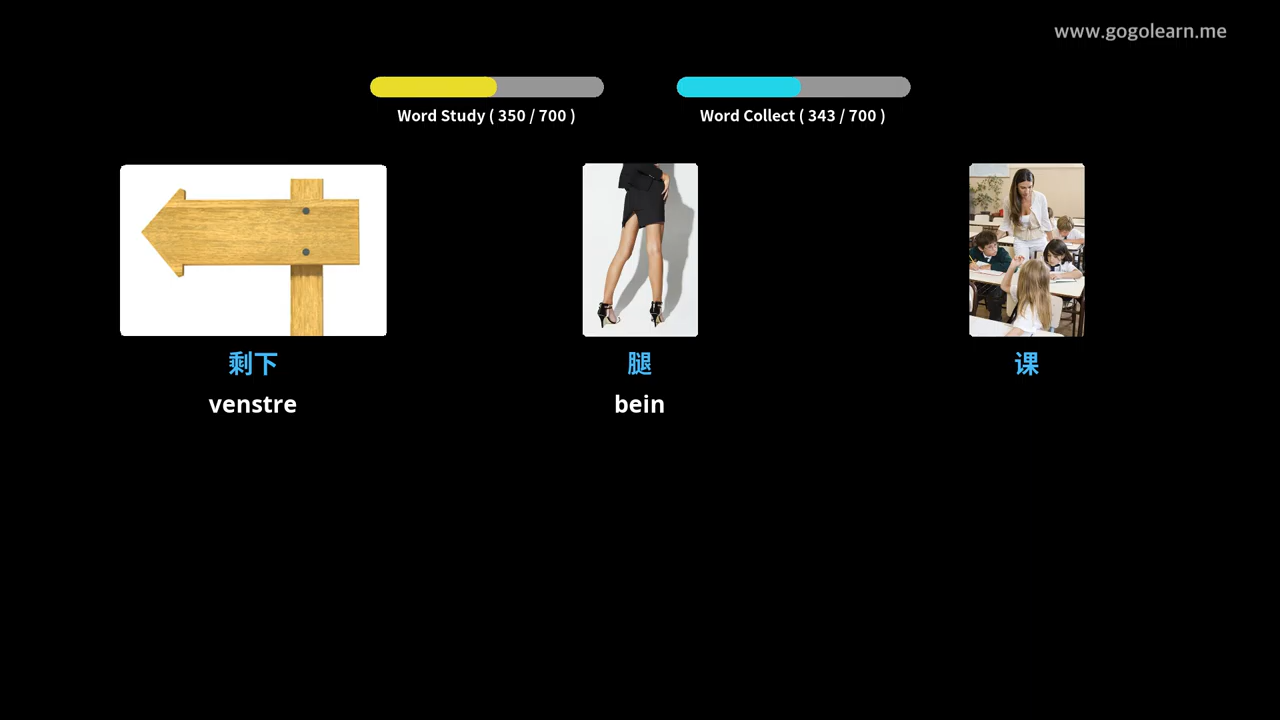 www.gogolearn.me
Word Study ( 350 / 700 )
Word Collect ( 343 / 700 )
剩下
腿
课
venstre
bein